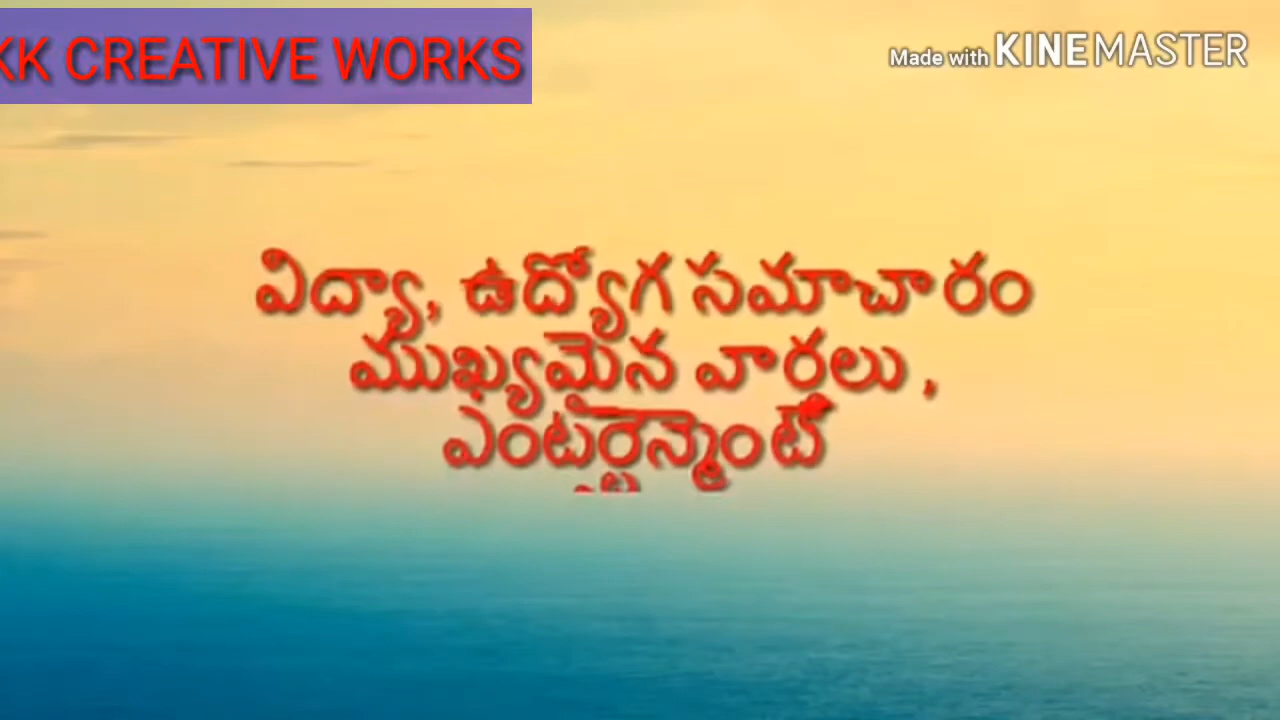 KK CREATIVE WORKS
Made with KINEMASTER
విద్యా, ఉద్యోగ సమాచారం
ముఖ్యమైన వార్తలు ,
ఎంటర్టైన్మెంట్